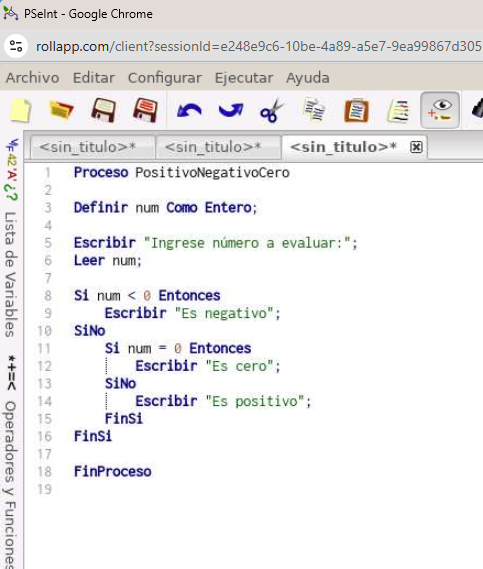 PSeInt - Google Chrome
rollapp.com/client?sessionId=e248e9c6-10be-4a89-a5e7-9ea99867d305
Archivo Editar Configurar Ejecutar Ayuda
<sin_titulo>* <sin_titulo>* <sin_titulo>*
42 'A' ¿? Lista de Variables
*+=< Operadores y Funciones
1 Proceso PositivoNegativoCero
2
3 Definir num Como Entero;
4
5 Escribir "Ingrese número a evaluar:";
6 Leer num;
7
8 Si num < 0 Entonces
9 Escribir "Es negativo";
10 SiNo
11 Si num = 0 Entonces
12 Escribir "Es cero";
13 SiNo
14 Escribir "Es positivo";
15 FinSi
16 FinSi
17
18 FinProceso
19